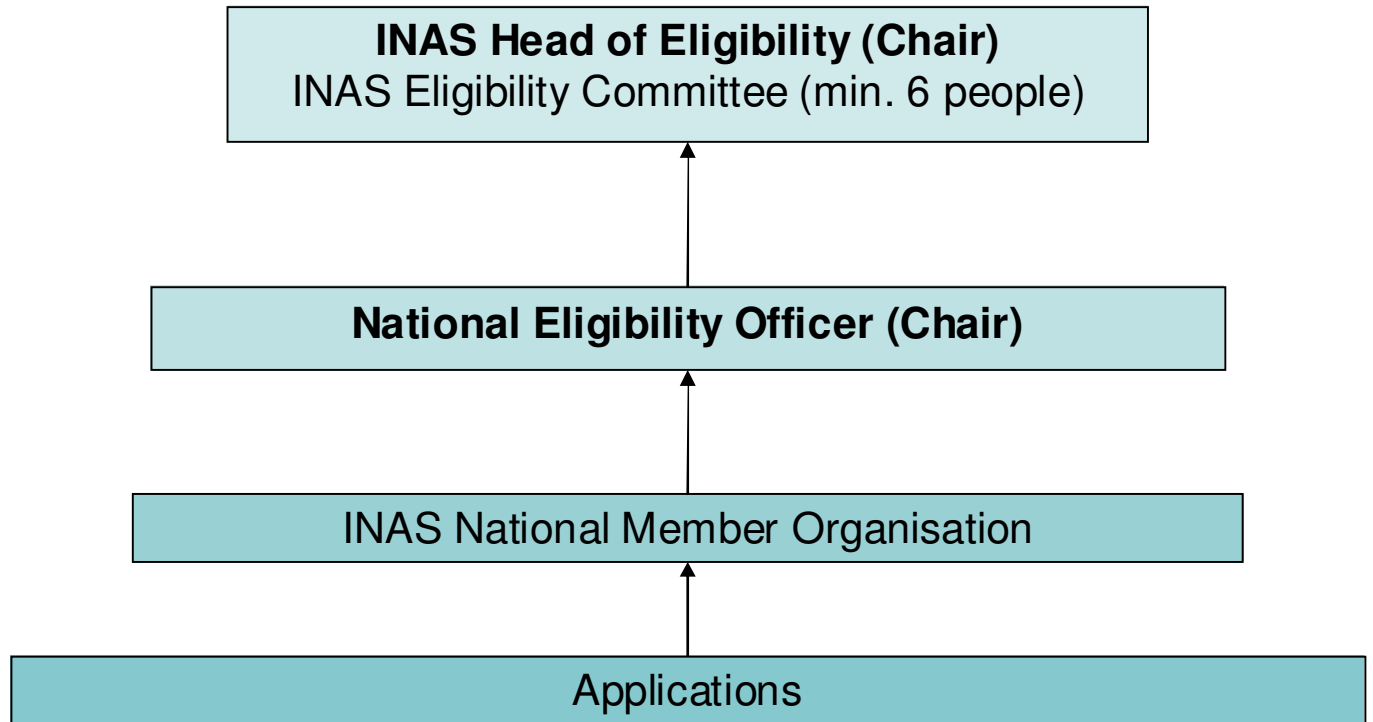 INAS Head of Eligibility (Chair)
INAS Eligibility Committee (min. 6 people)
National Eligibility Officer (Chair)
INAS National Member Organisation
Applications